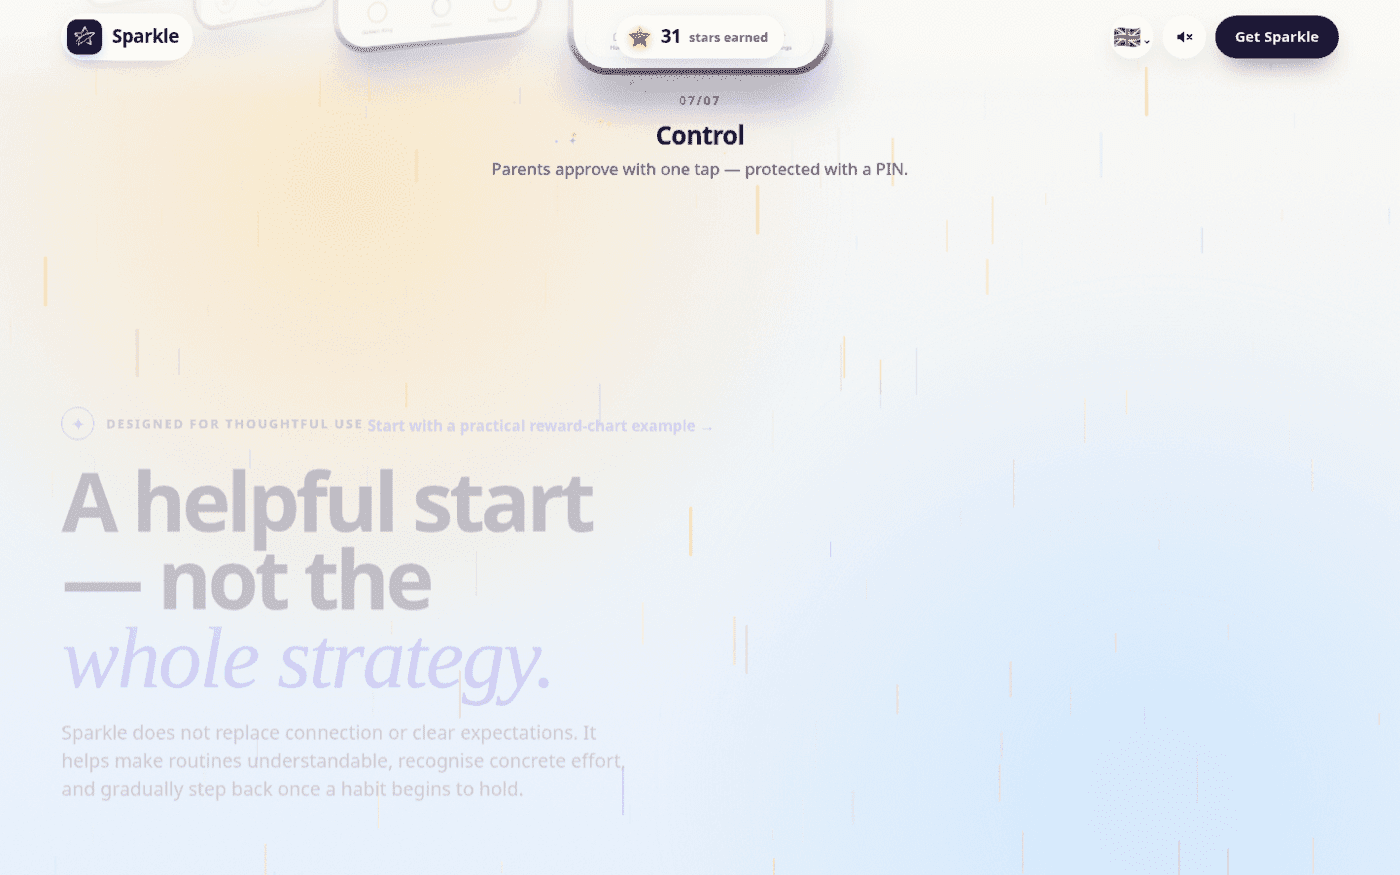 Sparkle
31 stars earned
Get Sparkle
07/07
Control
Parents approve with one tap — protected with a PIN.
DESIGNED FOR THOUGHTFUL USE
Start with a practical reward-chart example →
A helpful start
— not the
whole strategy.
Sparkle does not replace connection or clear expectations. It
helps make routines understandable, recognise concrete effort,
and gradually step back once a habit begins to hold.